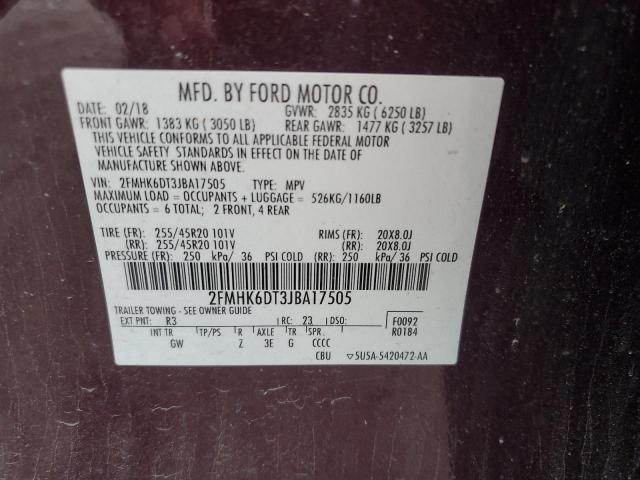 MFD. BY FORD MOTOR CO.
DATE: 02/18 GVWR: 2835 KG ( 6250 LB)
FRONT GAWR: 1383 KG ( 3050 LB) REAR GAWR: 1477 KG ( 3257 LB)
THIS VEHICLE CONFORMS TO ALL APPLICABLE FEDERAL MOTOR
VEHICLE SAFETY STANDARDS IN EFFECT ON THE DATE OF
MANUFACTURE SHOWN ABOVE.
VIN: 2FMHK6DT3JBA17505 TYPE: MPV
MAXIMUM LOAD = OCCUPANTS + LUGGAGE = 526KG/1160LB
OCCUPANTS = 6 TOTAL; 2 FRONT, 4 REAR
TIRE (FR): 255/45R20 101V RIMS (FR): 20X8.0J
(RR): 255/45R20 101V (RR): 20X8.0J
PRESSURE (FR): 250 kPa/ 36 PSI COLD (RR): 250 kPa/ 36 PSI COLD
2FMHK6DT3JBA17505
TRAILER TOWING - SEE OWNER GUIDE
EXT PNT: R3 RC: 23 DSO: F0092
INT TR TP/PS R AXLE TR SPR R0184
GW Z 3E G CCCC
CBU ▽5U5A-5420472-AA